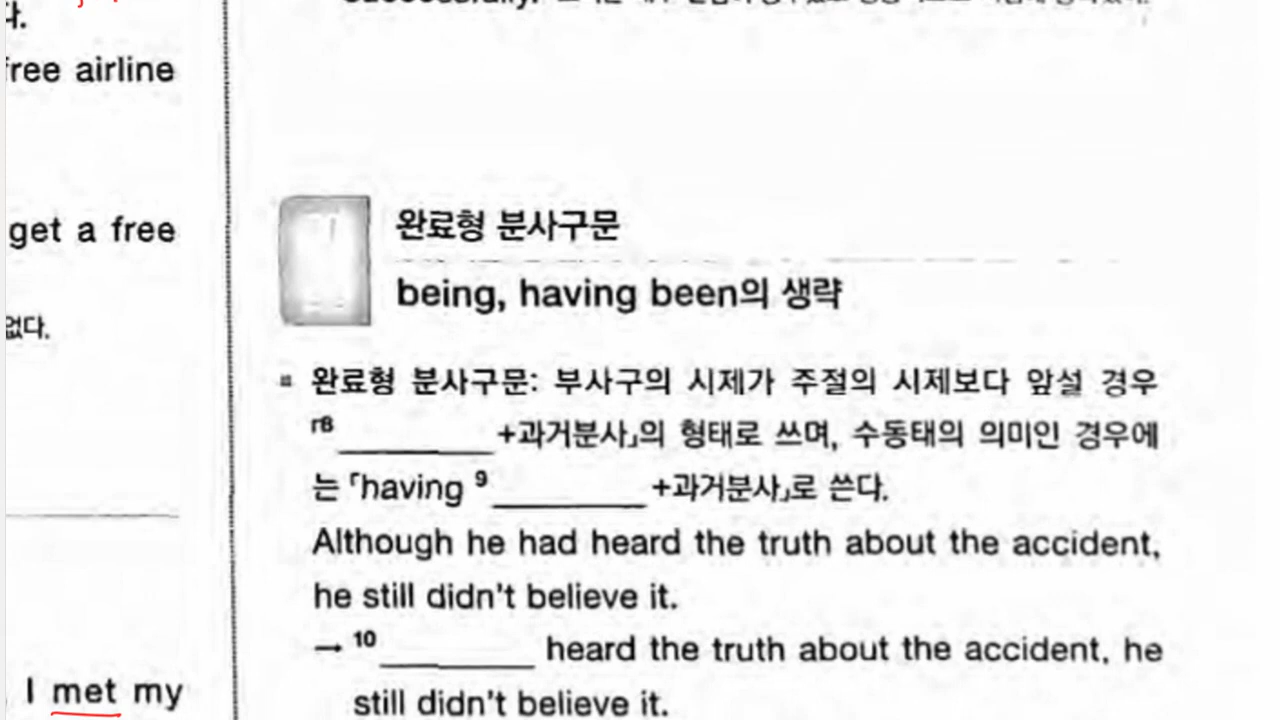 다.
free airline
get a free
없다.
I met my
successfully.
완료형 분사구문
being, having been의 생략
완료형 분사구문: 부사구의 시제가 주절의 시제보다 앞설 경우
「8 +과거분사」의 형태로 쓰며, 수동태의 의미인 경우에
는 「having 9 +과거분사」로 쓴다.
Although he had heard the truth about the accident,
he still didn't believe it.
→ 10 heard the truth about the accident, he
still didn't believe it.